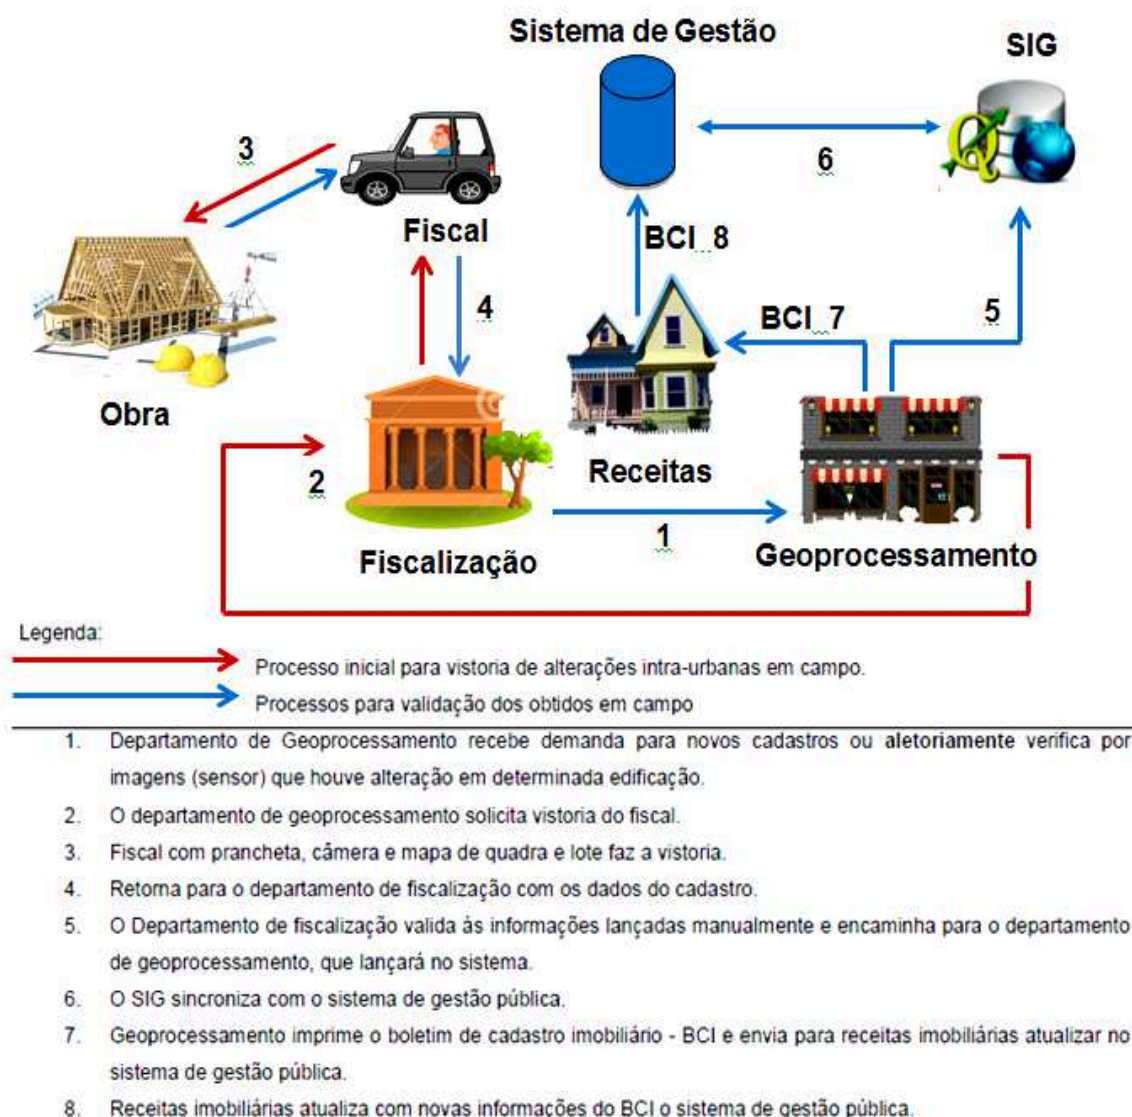 Sistema de Gestão
SIG
3
6
Fiscal
BCI_8
4
BCI_7
5
Obra
2
Receitas
1
Fiscalização
Geoprocessamento
Legenda:
Processo inicial para vistoria de alterações intra-urbanas em campo.
Processos para validação dos obtidos em campo
1. Departamento de Geoprocessamento recebe demanda para novos cadastros ou aletoriamente verifica por
imagens (sensor) que houve alteração em determinada edificação.
2. O departamento de geoprocessamento solicita vistoria do fiscal.
3. Fiscal com prancheta, câmera e mapa de quadra e lote faz a vistoria.
4. Retorna para o departamento de fiscalização com os dados do cadastro.
5. O Departamento de fiscalização valida às informações lançadas manualmente e encaminha para o departamento
de geoprocessamento, que lançará no sistema.
6. O SIG sincroniza com o sistema de gestão pública.
7. Geoprocessamento imprime o boletim de cadastro imobiliário - BCI e envia para receitas imobiliárias atualizar no
sistema de gestão pública.
8. Receitas imobiliárias atualiza com novas informações do BCI o sistema de gestão pública.